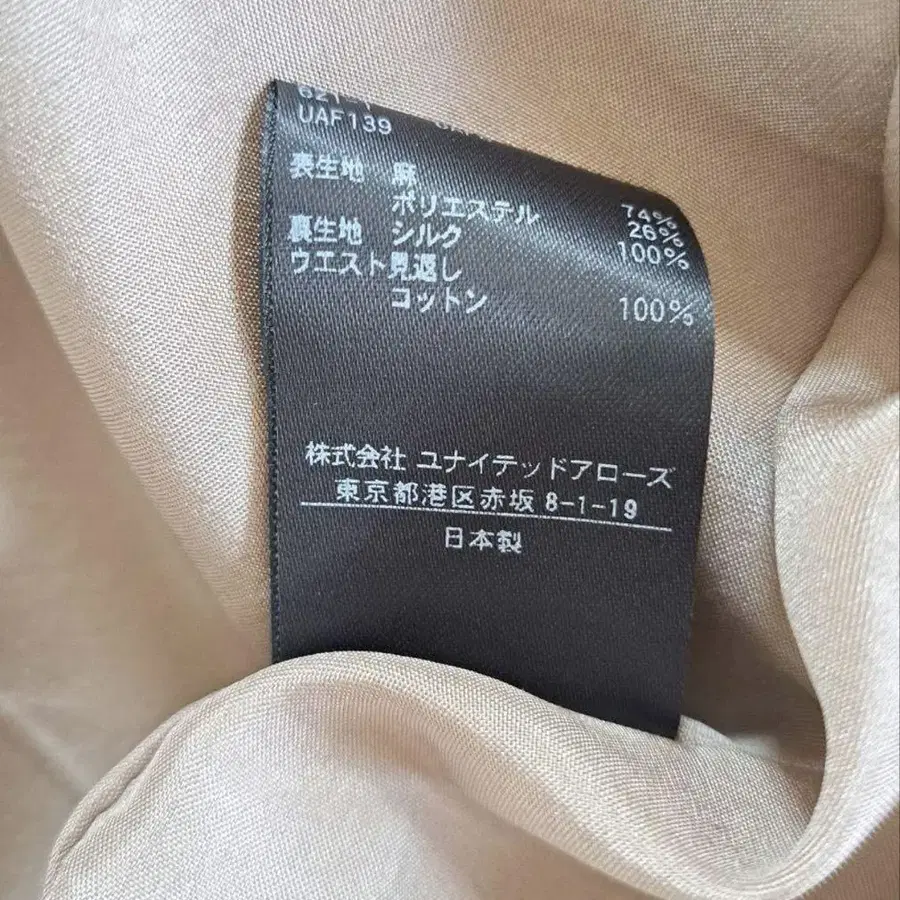 UAF139
表生地 麻 74%
ポリエステル 26%
裏生地 シルク 100%
ウエスト見返し
コットン 100%
株式会社 ユナイテッドアローズ
東京都港区赤坂 8-1-19
日本製